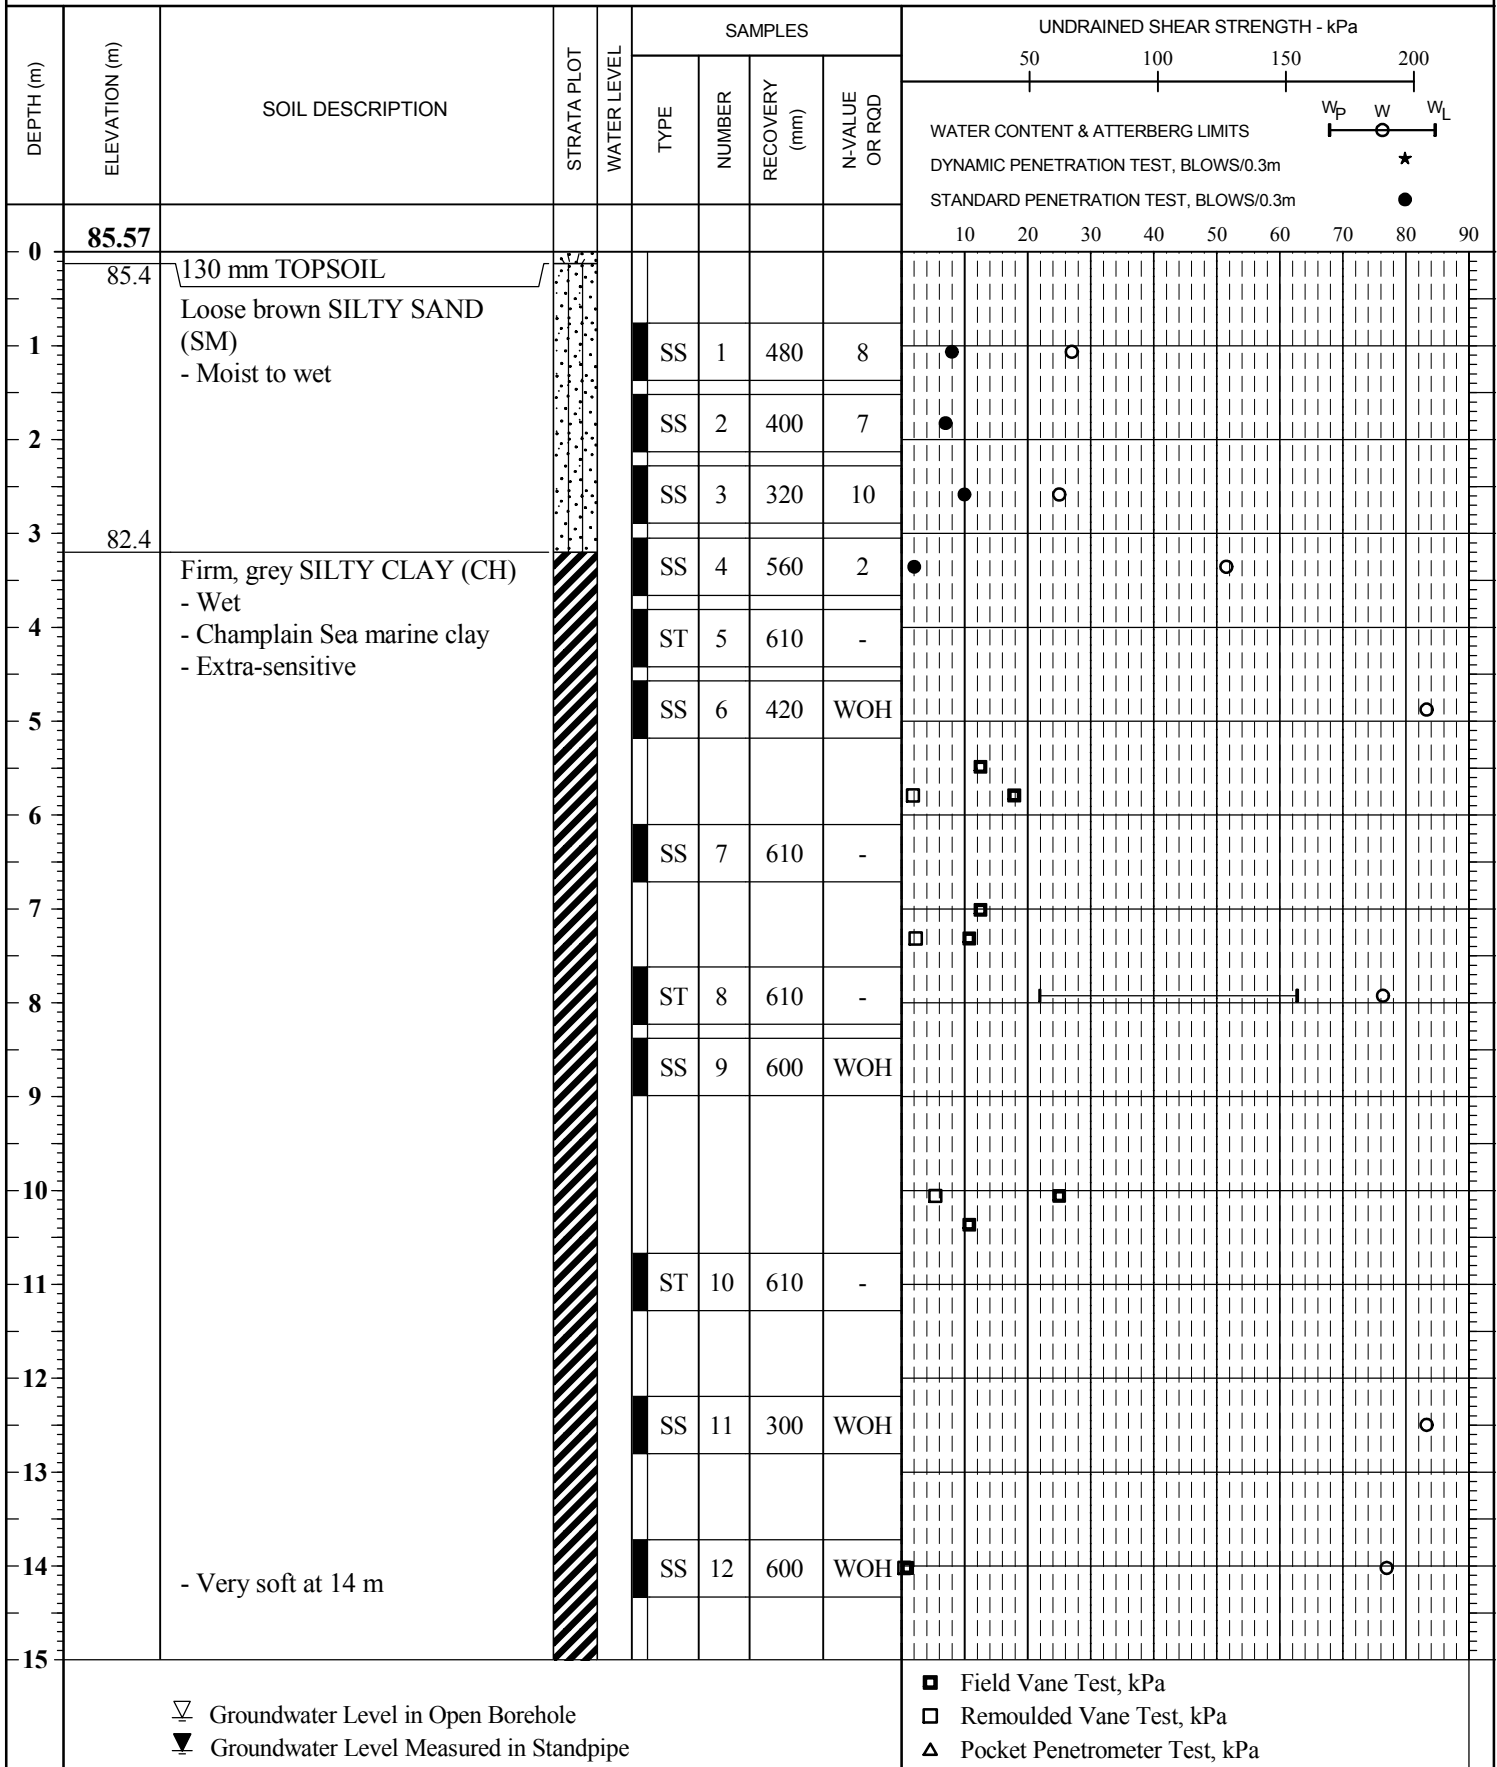 DEPTH (m)
ELEVATION (m)
SOIL DESCRIPTION
STRATA PLOT
WATER LEVEL
SAMPLES
TYPE
NUMBER
RECOVERY (mm)
N-VALUE OR RQD
UNDRAINED SHEAR STRENGTH - kPa
50 100 150 200
WATER CONTENT & ATTERBERG LIMITS
WP W WL
DYNAMIC PENETRATION TEST, BLOWS/0.3m ★
STANDARD PENETRATION TEST, BLOWS/0.3m ●
10 20 30 40 50 60 70 80 90
0 85.57
85.4 130 mm TOPSOIL
Loose brown SILTY SAND
(SM)
- Moist to wet
1 SS 1 480 8
SS 2 400 7
2
SS 3 320 10
3
82.4
Firm, grey SILTY CLAY (CH)
- Wet
- Champlain Sea marine clay
- Extra-sensitive
SS 4 560 2
4 ST 5 610 -
SS 6 420 WOH
5
6
SS 7 610 -
7
8 ST 8 610 -
SS 9 600 WOH
9
10
11 ST 10 610 -
12
SS 11 300 WOH
13
14 - Very soft at 14 m SS 12 600 WOH
15
Groundwater Level in Open Borehole
Groundwater Level Measured in Standpipe
Field Vane Test, kPa
Remoulded Vane Test, kPa
Pocket Penetrometer Test, kPa